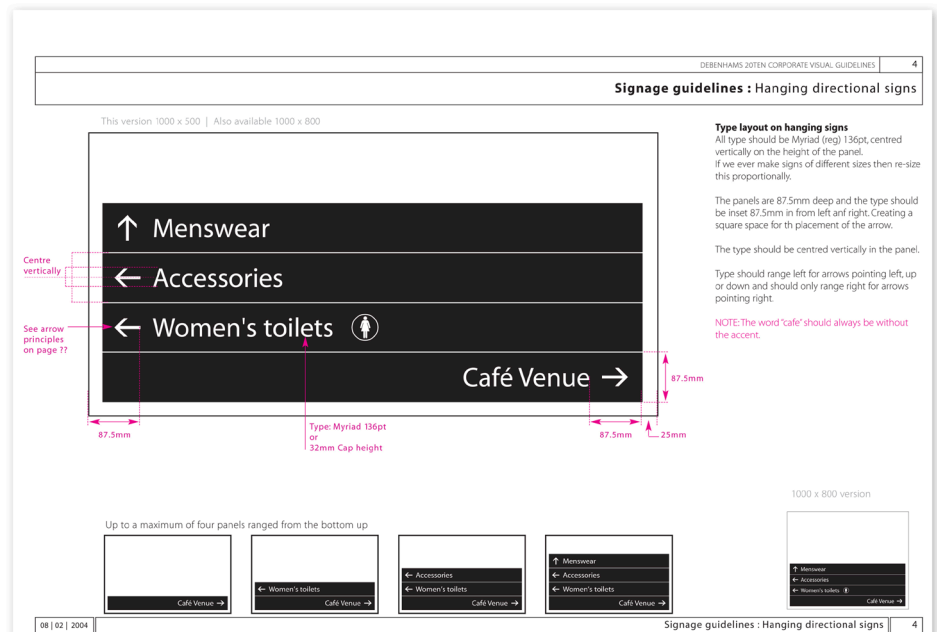 DEBENHAMS 20TEN CORPORATE VISUAL GUIDELINES 4
Signage guidelines : Hanging directional signs
This version 1000 x 500 | Also available 1000 x 800
Menswear
Accessories
Women's toilets
Café Venue
Centre
vertically
See arrow
principles
on page ??
87.5mm
Type: Myriad 136pt
or
32mm Cap height
87.5mm
25mm
87.5mm
Type layout on hanging signs
All type should be Myriad (reg) 136pt, centred
vertically on the height of the panel.
If we ever make signs of different sizes then re-size
this proportionally.
The panels are 87.5mm deep and the type should
be inset 87.5mm in from left anf right. Creating a
square space for th placement of the arrow.
The type should be centred vertically in the panel.
Type should range left for arrows pointing left, up
or down and should only range right for arrows
pointing right.
NOTE: The word "cafe" should always be without
the accent.
1000 x 800 version
Up to a maximum of four panels ranged from the bottom up
Café Venue
Women's toilets
Café Venue
Accessories
Women's toilets
Café Venue
Menswear
Accessories
Women's toilets
Café Venue
Menswear
Accessories
Women's toilets
Café Venue
08 | 02 | 2004
Signage guidelines : Hanging directional signs 4